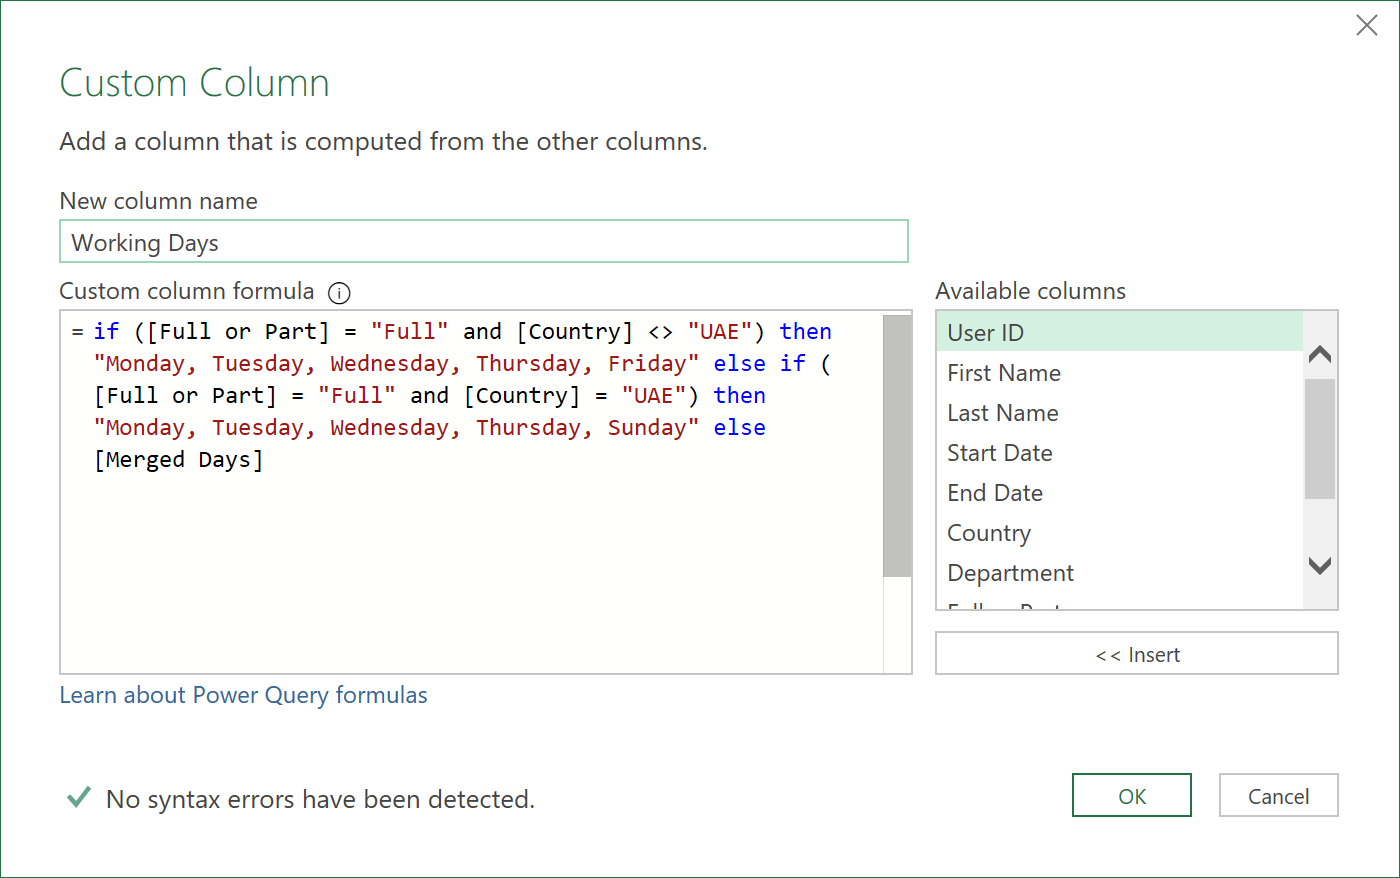 Custom Column
Add a column that is computed from the other columns.
New column name
Working Days
Custom column formula
= if ([Full or Part] = "Full" and [Country] <> "UAE") then
"Monday, Tuesday, Wednesday, Thursday, Friday" else if (
[Full or Part] = "Full" and [Country] = "UAE") then
"Monday, Tuesday, Wednesday, Thursday, Sunday" else
[Merged Days]
Available columns
User ID
First Name
Last Name
Start Date
End Date
Country
Department
Full or Part
<< Insert
Learn about Power Query formulas
No syntax errors have been detected.
OK
Cancel